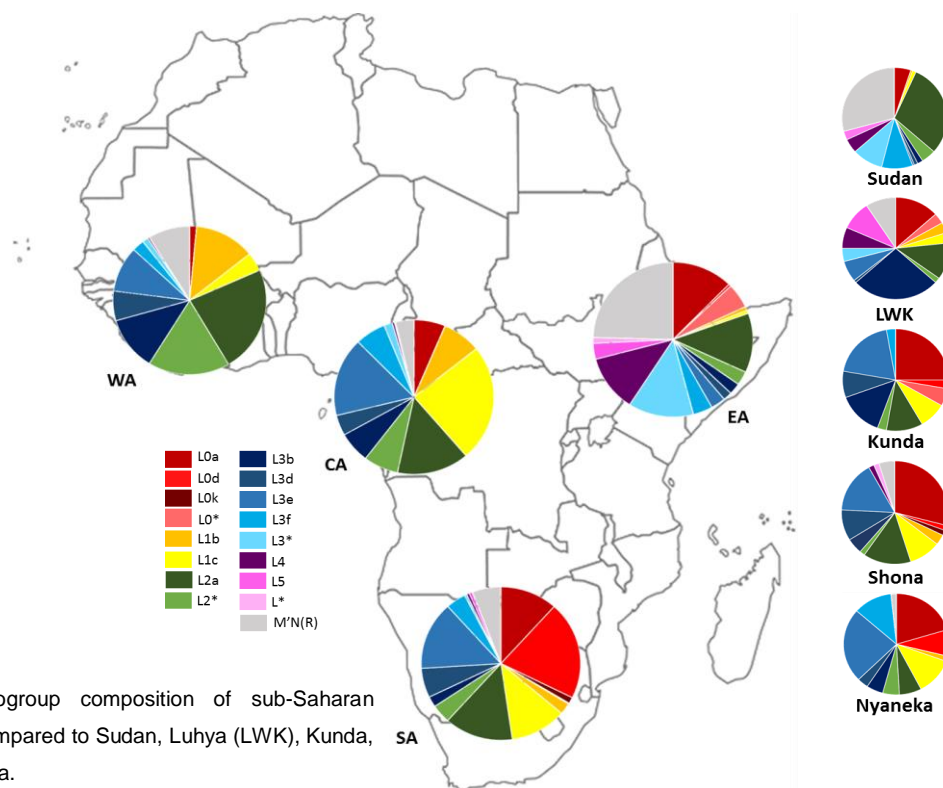 Sudan
LWK
WA
EA
Kunda
CA
L0a L3b
L0d L3d
L0k L3e
L0* L3f
L1b L3*
L1c L4
L2a L5
L2* L*
M'N(R)
Shona
Nyaneka
SA
ogroup composition of sub-Saharan
mpared to Sudan, Luhya (LWK), Kunda,
a.